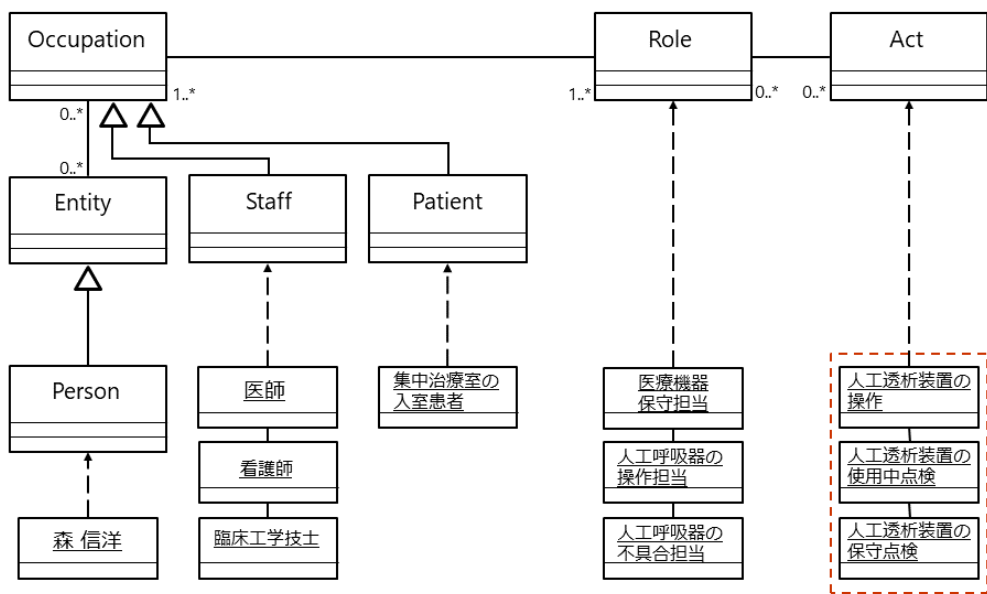 Occupation
Role
Act
1..*
1..*
0..*
0..*
0..*
0..*
Entity
Staff
Patient
Person
医師
集中治療室の
入室患者
医療機器
保守担当
人工透析装置の
操作
看護師
人工呼吸器の
操作担当
人工透析装置の
使用中点検
森 信洋
臨床工学技士
人工呼吸器の
不具合担当
人工透析装置の
保守点検